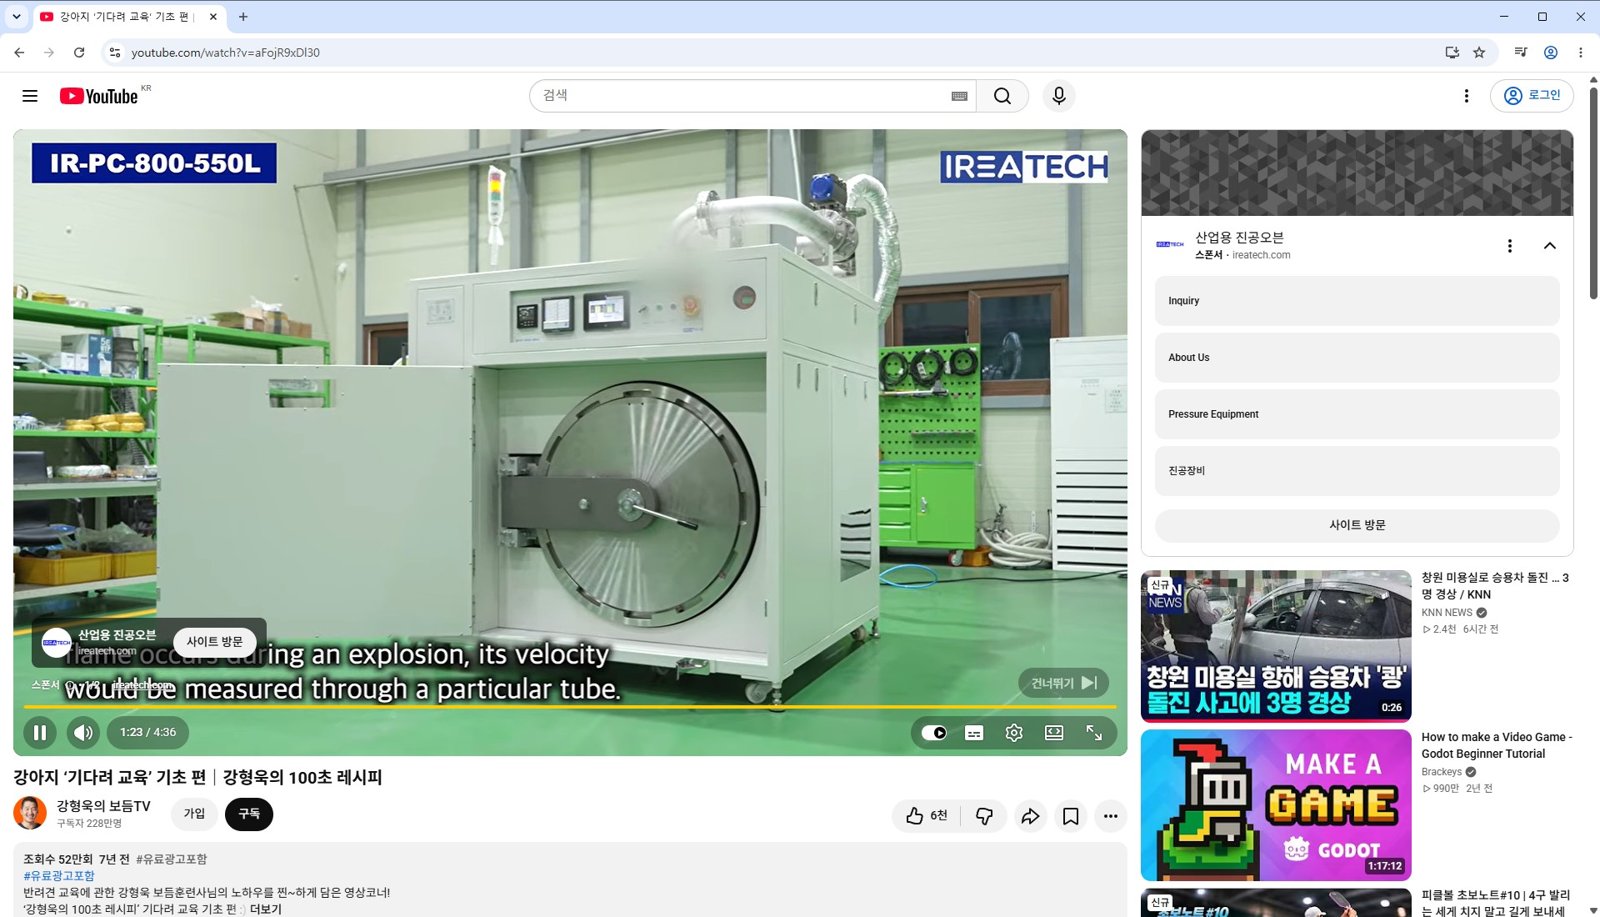 강아지 ‘기다려 교육’ 기초 편 |
youtube.com/watch?v=aFojR9xDl30
YouTube KR
검색
로그인
IR-PC-800-550L
IREATECH
산업용 진공오븐
ireatech.com
사이트 방문
flame occurs during an explosion, its velocity
would be measured through a particular tube.
스폰서
1/2
ireatech.com
건너뛰기
1:23 / 4:36
강아지 ‘기다려 교육’ 기초 편│강형욱의 100초 레시피
강형욱의 보듬TV
구독자 228만명
가입
구독
6천
조회수 52만회 7년 전 #유료광고포함
#유료광고포함
반려견 교육에 관한 강형욱 보듬훈련사님의 노하우를 찐~하게 담은 영상코너!
‘강형욱의 100초 레시피’ 기다려 교육 기초 편 :) 더보기
IREATECH
산업용 진공오븐
스폰서 · ireatech.com
Inquiry
About Us
Pressure Equipment
진공장비
사이트 방문
신규
KNN
NEWS
창원 미용실 향해 승용차 '쾅'
돌진 사고에 3명 경상
0:26
창원 미용실로 승용차 돌진 ... 3
명 경상 / KNN
KNN NEWS
2.4천 6시간 전
MAKE A
GAME
GODOT
1:17:12
How to make a Video Game -
Godot Beginner Tutorial
Brackeys
990만 2년 전
신규
피클볼 초보노트#10 | 4구 발리
는 세게 치지 말고 길게 보내세